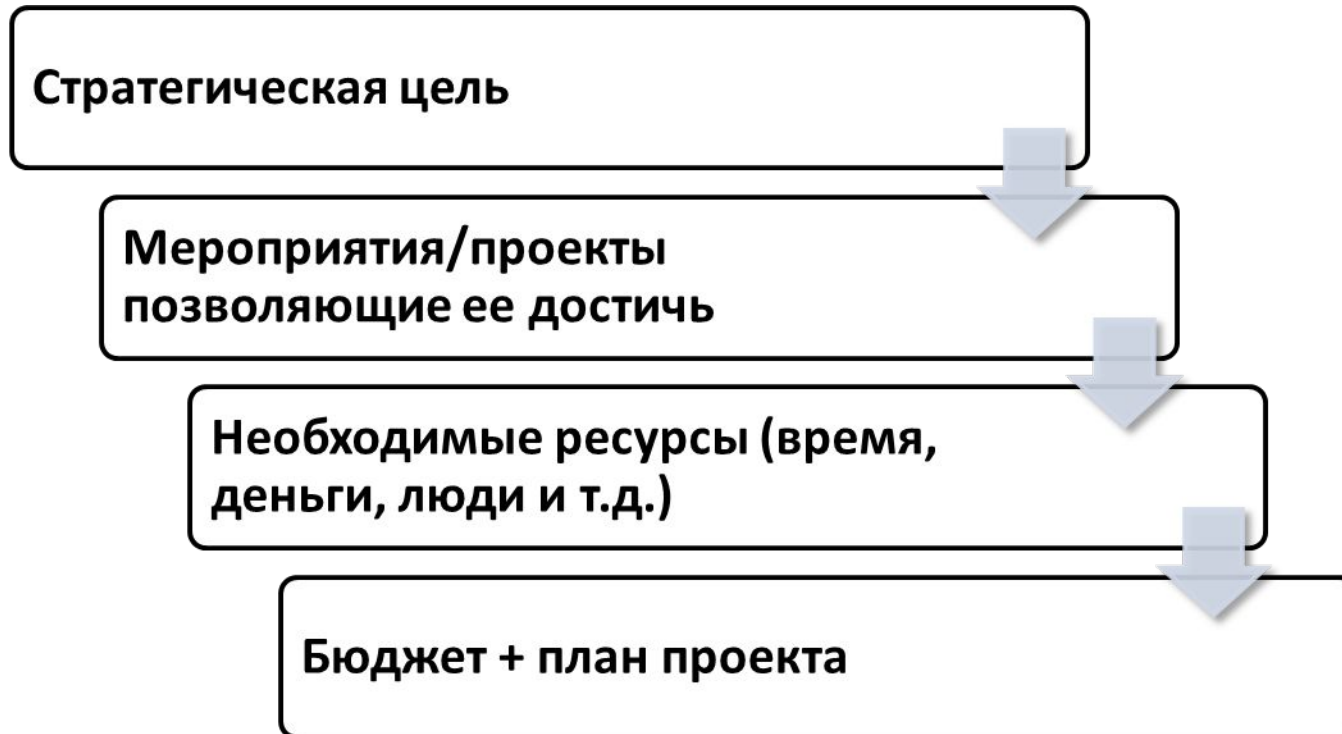 Стратегическая цель
Мероприятия/проекты
позволяющие ее достичь
Необходимые ресурсы (время,
деньги, люди и т.д.)
Бюджет + план проекта